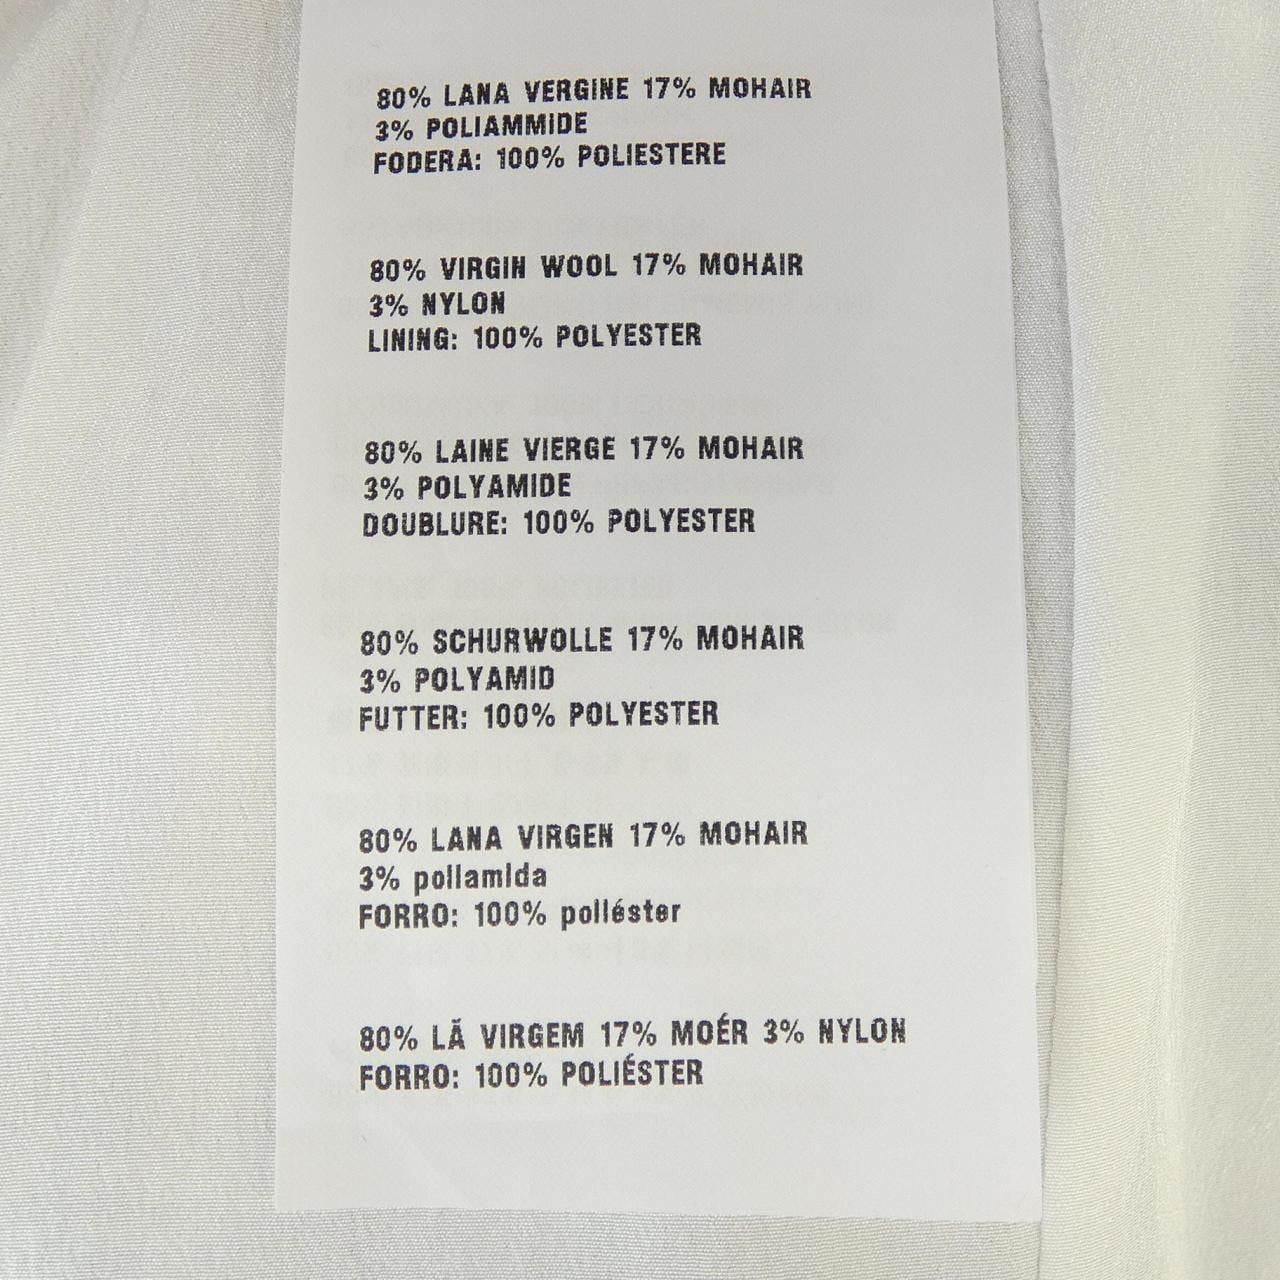 80% LANA VERGINE 17% MOHAIR
3% POLIAMMIDE
FODERA: 100% POLIESTERE
80% VIRGIN WOOL 17% MOHAIR
3% NYLON
LINING: 100% POLYESTER
80% LAINE VIERGE 17% MOHAIR
3% POLYAMIDE
DOUBLURE: 100% POLYESTER
80% SCHURWOLLE 17% MOHAIR
3% POLYAMID
FUTTER: 100% POLYESTER
80% LANA VIRGEN 17% MOHAIR
3% poliamida
FORRO: 100% poliéster
80% LÃ VIRGEM 17% MOÉR 3% NYLON
FORRO: 100% POLIÉSTER